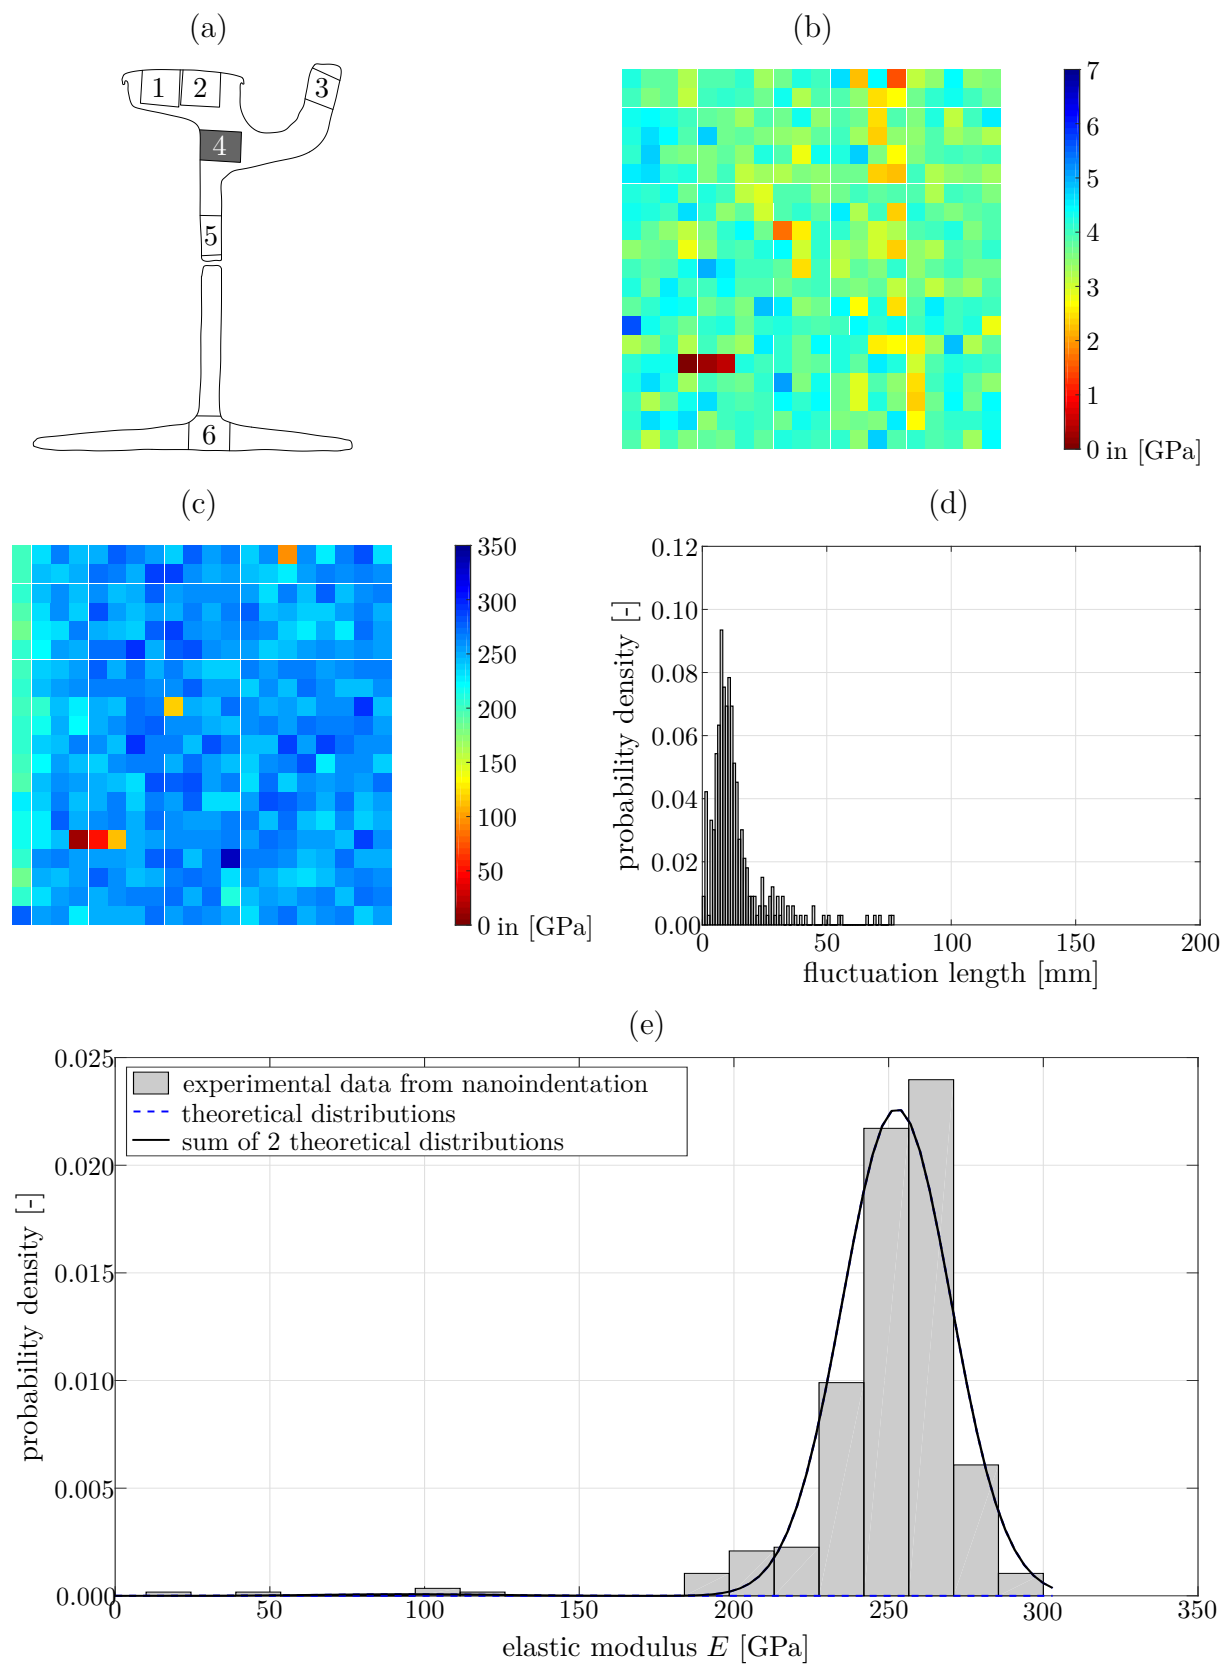 (a)
1 2 3
4
5
6
(b)
7
6
5
4
3
2
1
0 in [GPa]
(c)
350
300
250
200
150
100
50
0 in [GPa]
(d)
probability density [-]
0.12
0.10
0.08
0.06
0.04
0.02
0.00
0 50 100 150 200
fluctuation length [mm]
(e)
probability density [-]
0.025
0.020
0.015
0.010
0.005
0.000
experimental data from nanoindentation
theoretical distributions
sum of 2 theoretical distributions
0 50 100 150 200 250 300 350
elastic modulus E [GPa]